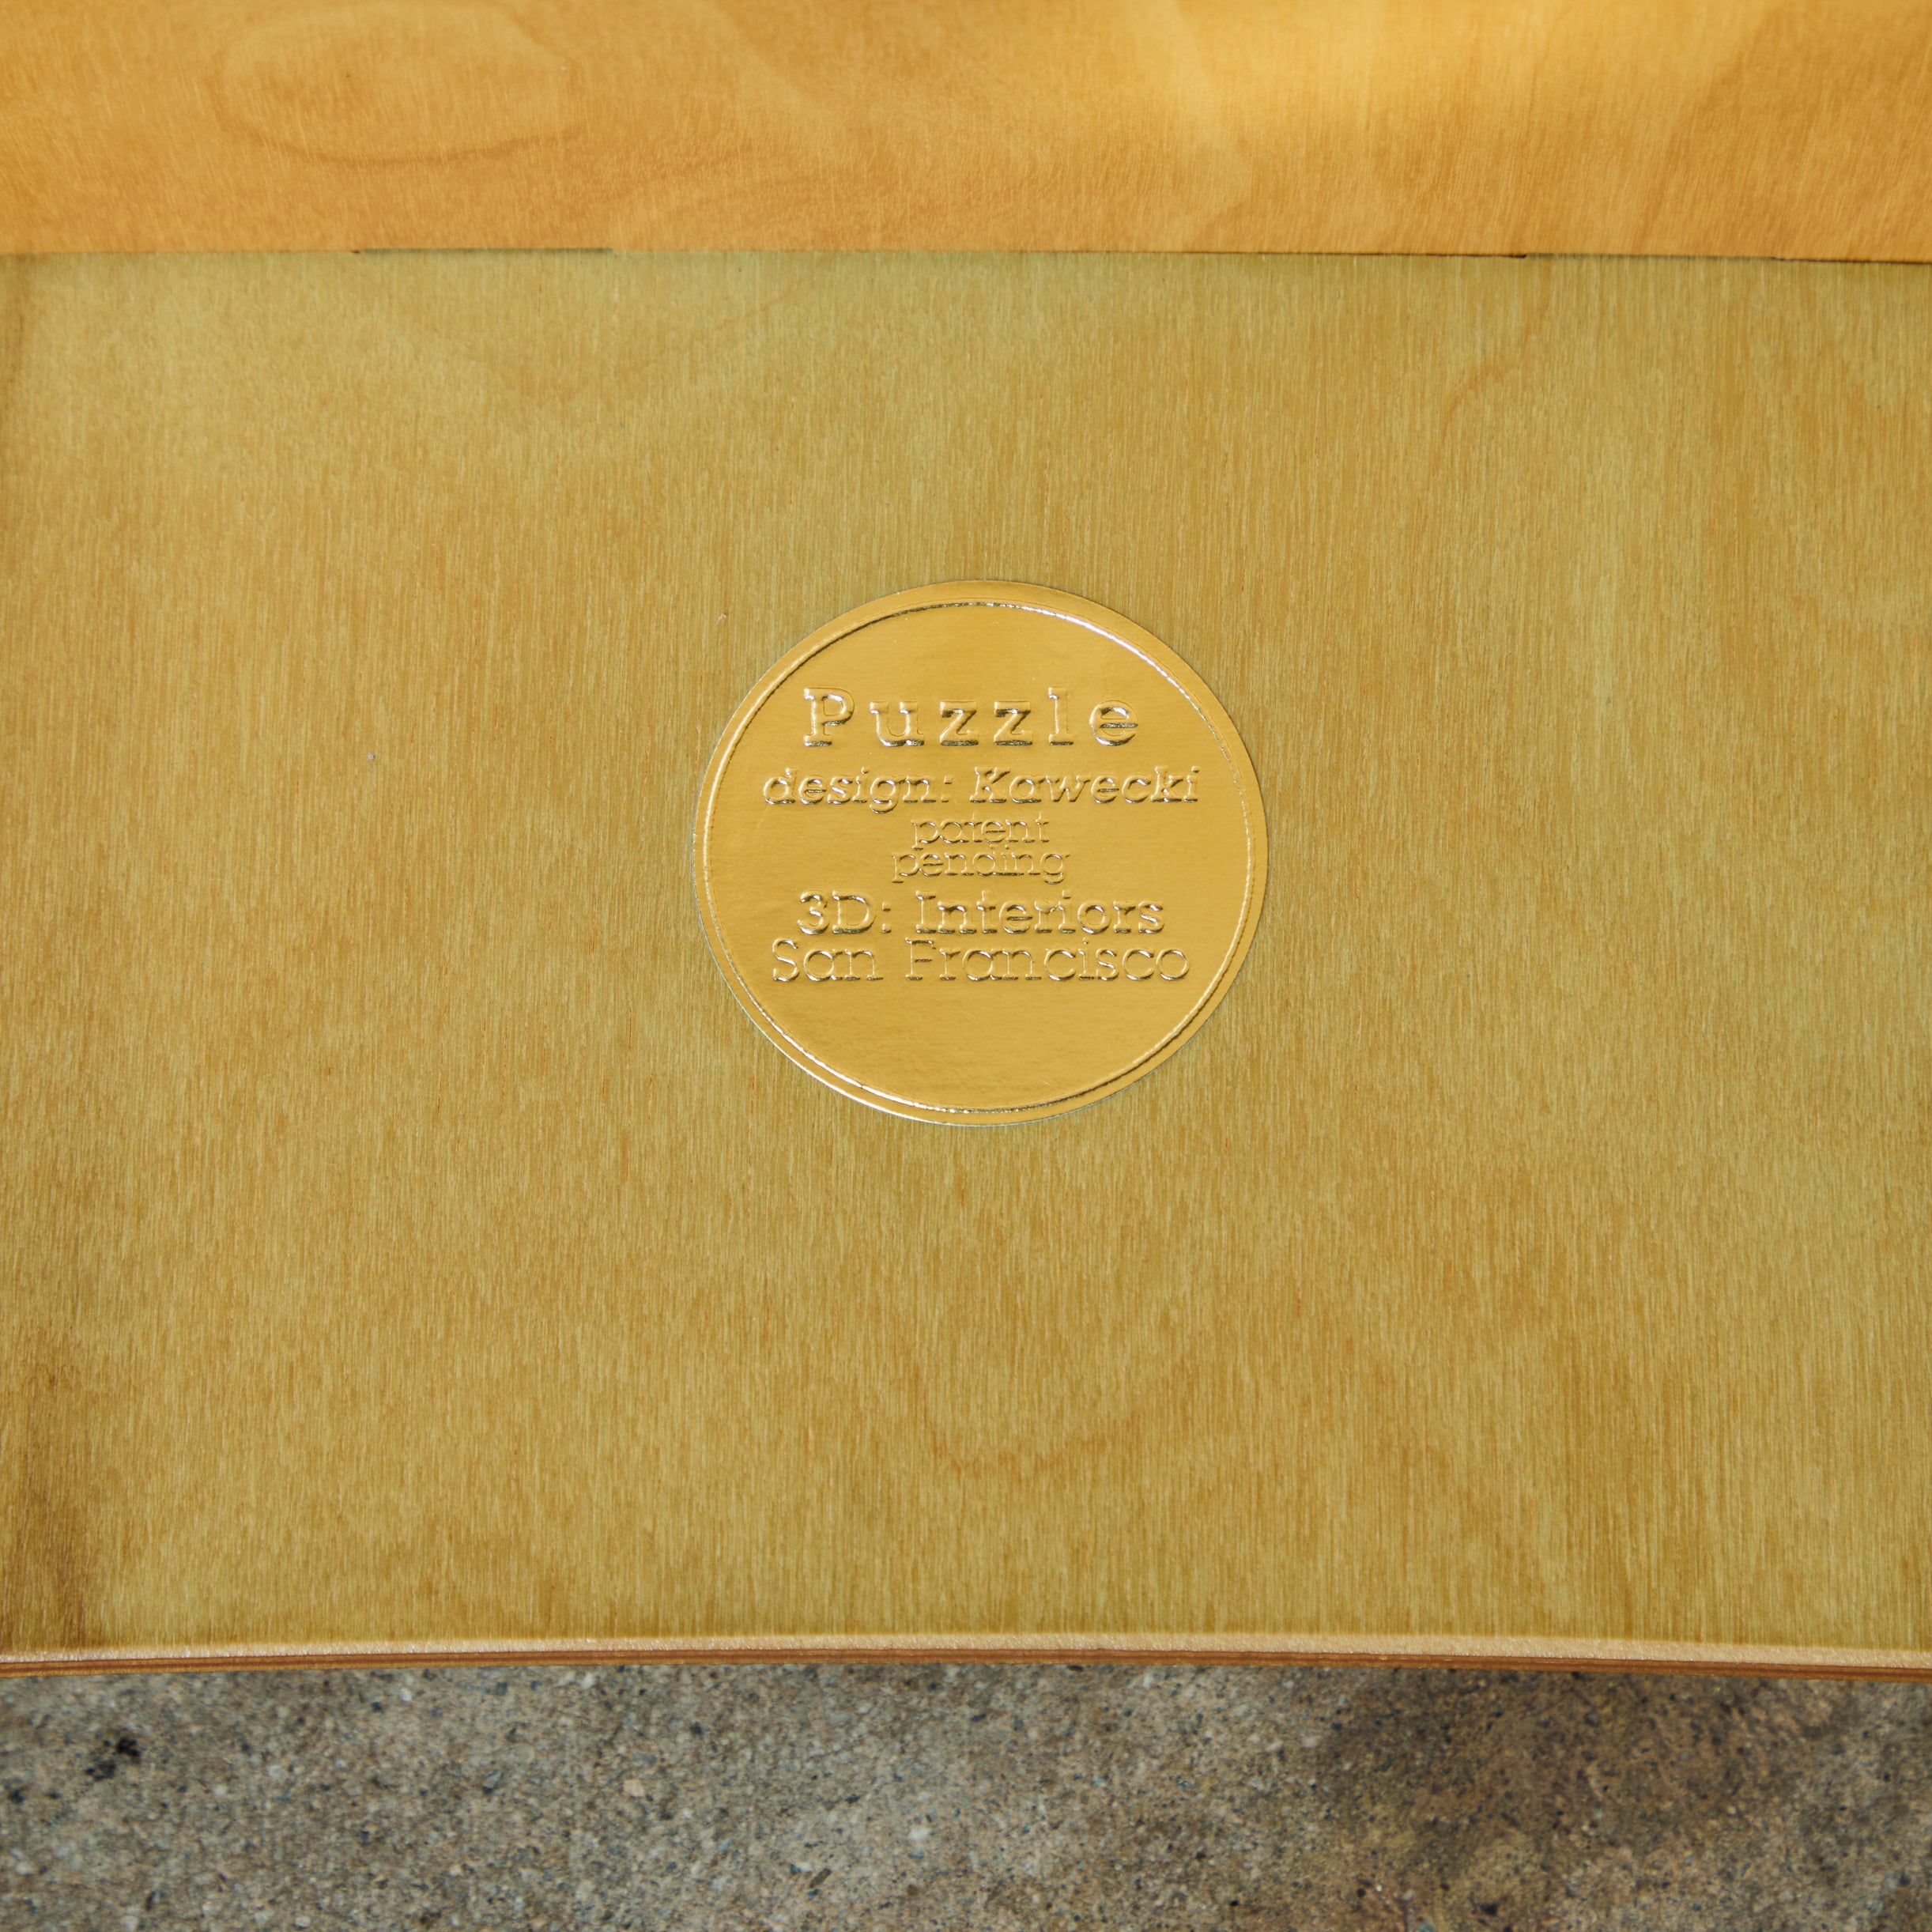 Puzzle
design: Kawecki
patent
pending
3D: Interiors
San Francisco